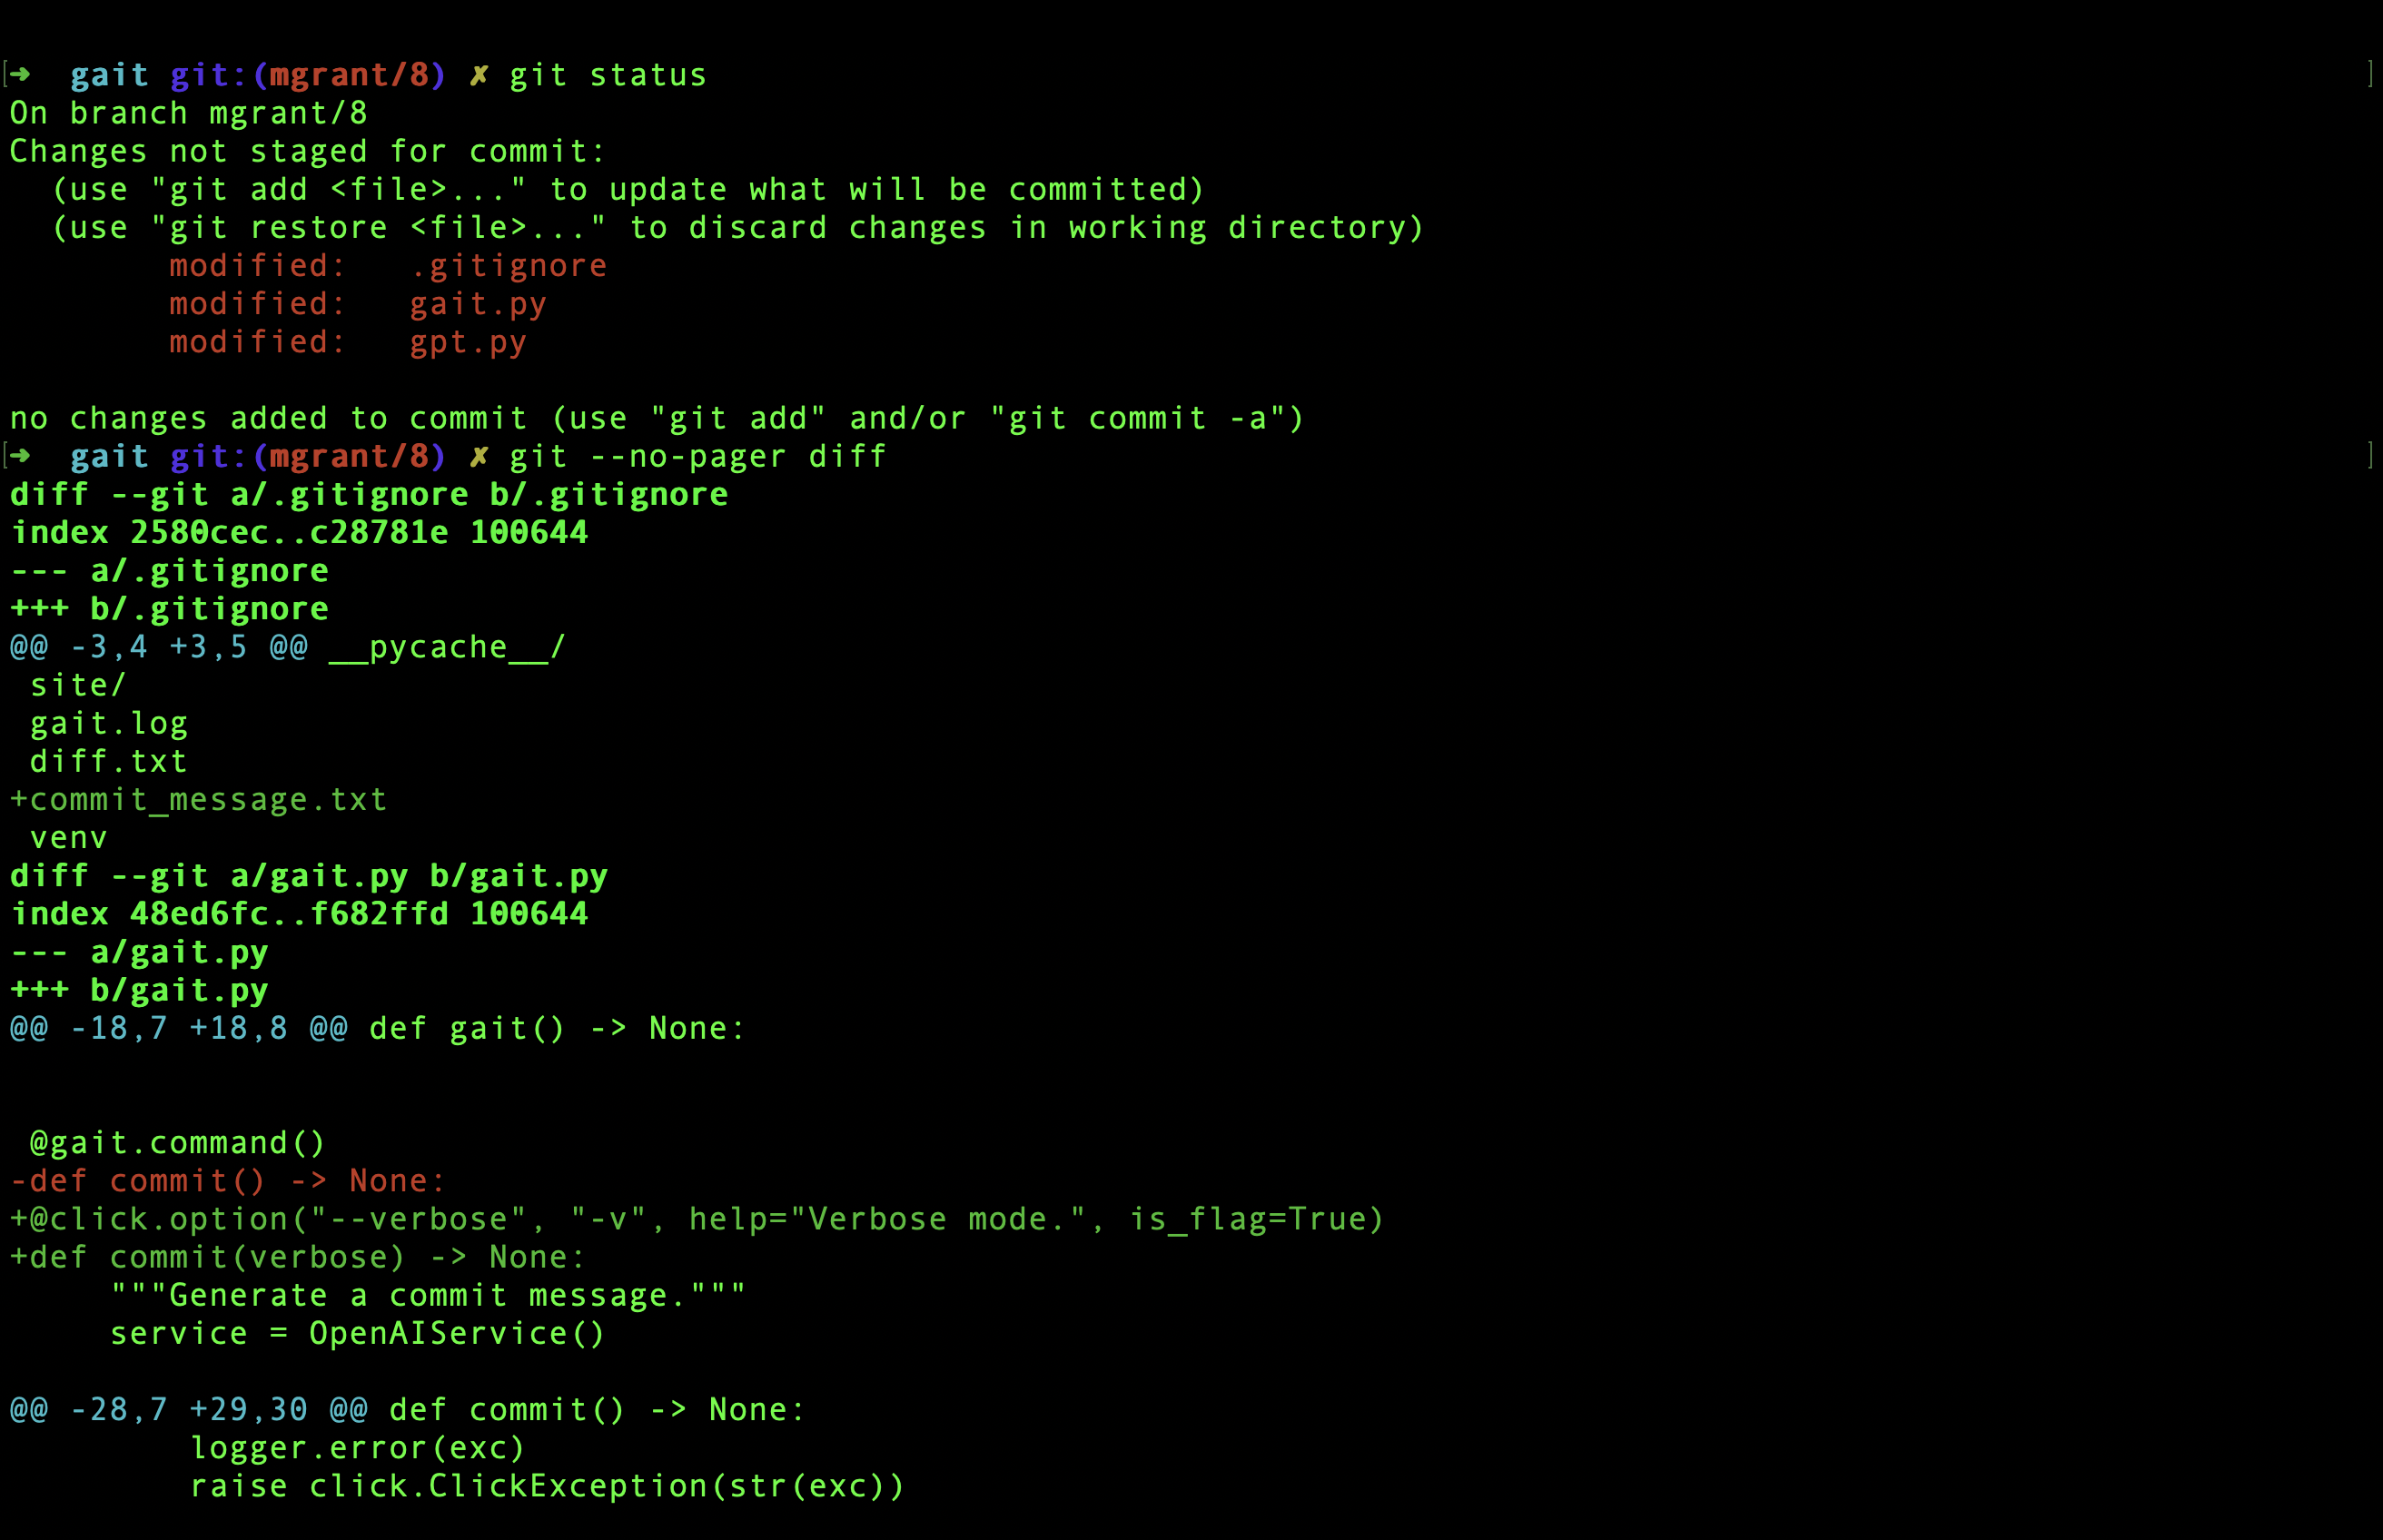 [➜  gait git:(mgrant/8) ✗ git status ]
On branch mgrant/8
Changes not staged for commit:
  (use "git add <file>..." to update what will be committed)
  (use "git restore <file>..." to discard changes in working directory)
        modified:   .gitignore
        modified:   gait.py
        modified:   gpt.py

no changes added to commit (use "git add" and/or "git commit -a")
[➜  gait git:(mgrant/8) ✗ git --no-pager diff ]
diff --git a/.gitignore b/.gitignore
index 2580cec..c28781e 100644
--- a/.gitignore
+++ b/.gitignore
@@ -3,4 +3,5 @@ __pycache__/
 site/
 gait.log
 diff.txt
+commit_message.txt
 venv
diff --git a/gait.py b/gait.py
index 48ed6fc..f682ffd 100644
--- a/gait.py
+++ b/gait.py
@@ -18,7 +18,8 @@ def gait() -> None:


 @gait.command()
-def commit() -> None:
+@click.option("--verbose", "-v", help="Verbose mode.", is_flag=True)
+def commit(verbose) -> None:
     """Generate a commit message."""
     service = OpenAIService()

@@ -28,7 +29,30 @@ def commit() -> None:
         logger.error(exc)
         raise click.ClickException(str(exc))